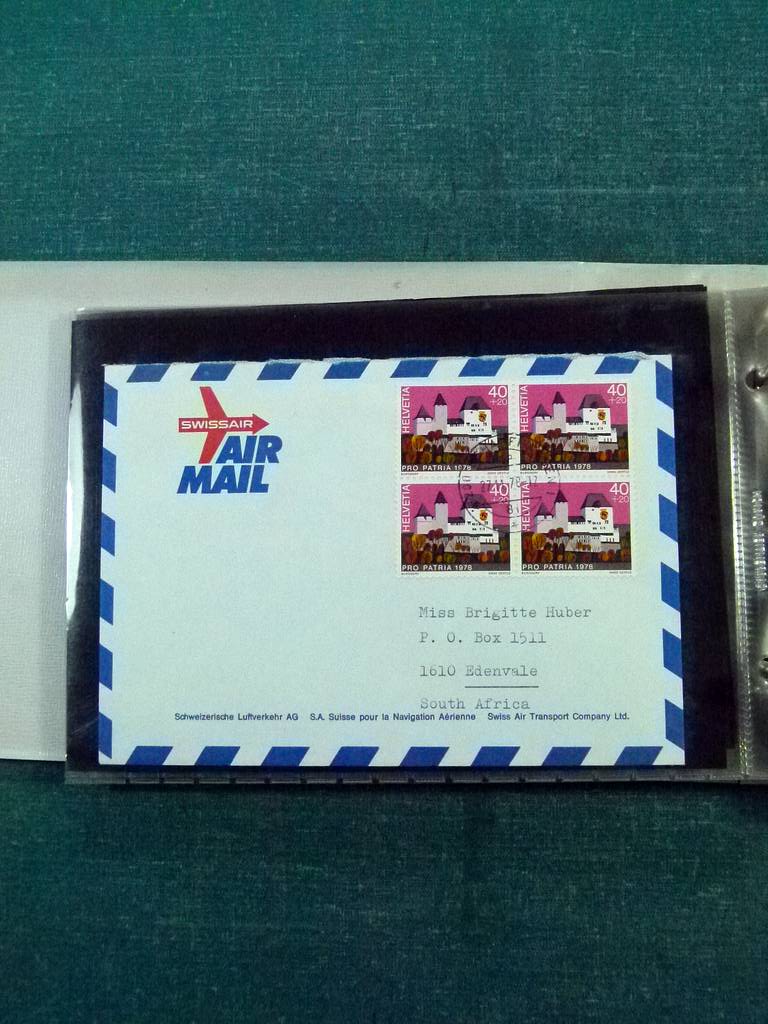 SWISSAIR
AIR
MAIL
HELVETIA
40
+20
PRO PATRIA 1978
HELVETIA
40
+20
PRO PATRIA 1978
HELVETIA
40
+20
PRO PATRIA 1978
HELVETIA
40
+20
PRO PATRIA 1978
Miss Brigitte Huber
P. O. Box 1511
1610 Edenvale
South Africa
Schweizerische Luftverkehr AG S.A. Suisse pour la Navigation Aérienne Swiss Air Transport Company Ltd.